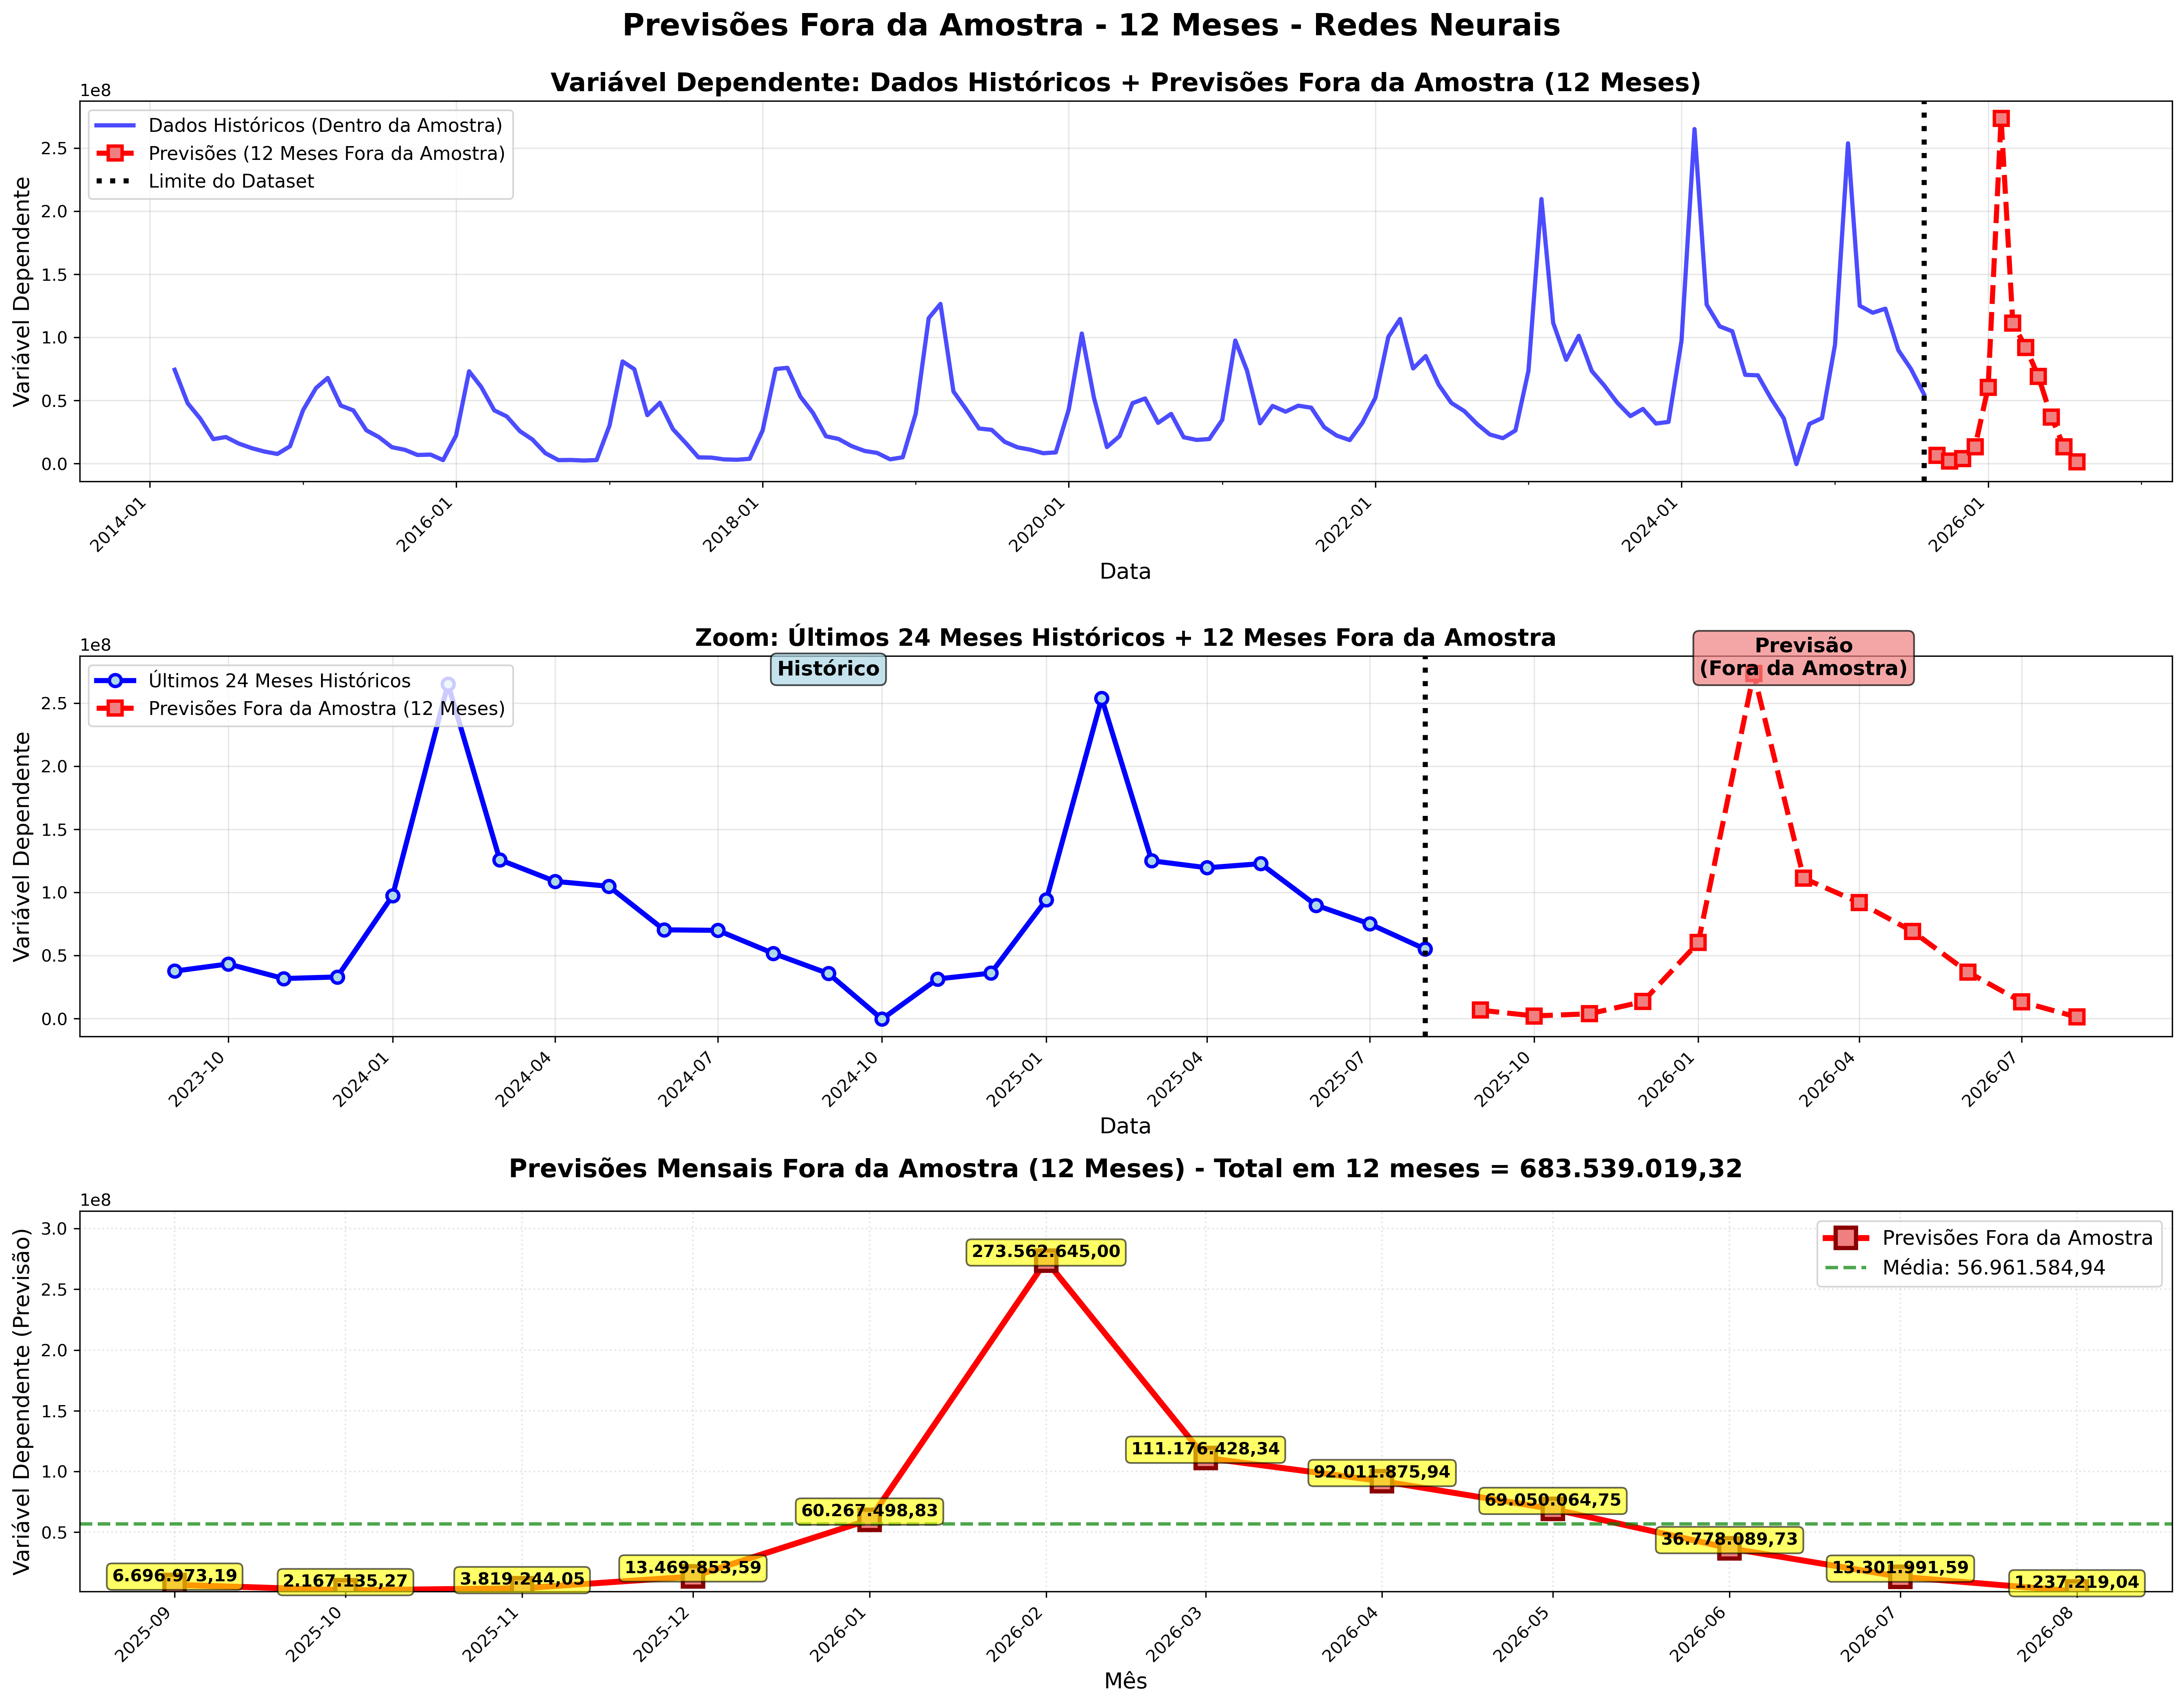 Previsões Fora da Amostra - 12 Meses - Redes Neurais
Variável Dependente: Dados Históricos + Previsões Fora da Amostra (12 Meses)
1e8
Dados Históricos (Dentro da Amostra)
Previsões (12 Meses Fora da Amostra)
Limite do Dataset
Variável Dependente
2.5
2.0
1.5
1.0
0.5
0.0
2014-01
2016-01
2018-01
2020-01
2022-01
2024-01
2026-01
Data
Zoom: Últimos 24 Meses Históricos + 12 Meses Fora da Amostra
1e8
Últimos 24 Meses Históricos
Previsões Fora da Amostra (12 Meses)
Histórico
Previsão
(Fora da Amostra)
Variável Dependente
2.5
2.0
1.5
1.0
0.5
0.0
2023-10
2024-01
2024-04
2024-07
2024-10
2025-01
2025-04
2025-07
2025-10
2026-01
2026-04
2026-07
Data
Previsões Mensais Fora da Amostra (12 Meses) - Total em 12 meses = 683.539.019,32
1e8
Previsões Fora da Amostra
Média: 56.961.584,94
Variável Dependente (Previsão)
3.0
2.5
2.0
1.5
1.0
0.5
6.696.973,19
2.167.135,27
3.819.244,05
13.469.853,59
60.267.498,83
273.562.645,00
111.176.428,34
92.011.875,94
69.050.064,75
36.778.089,73
13.301.991,59
1.237.219,04
2025-09
2025-10
2025-11
2025-12
2026-01
2026-02
2026-03
2026-04
2026-05
2026-06
2026-07
2026-08
Mês